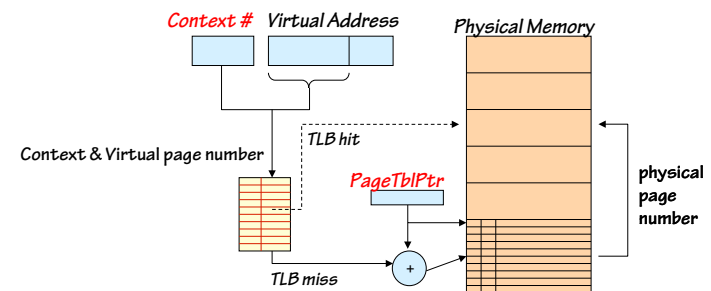 Context #
Virtual Address
Physical Memory
TLB hit
Context & Virtual page number
PageTblPtr
physical
page
number
+
TLB miss